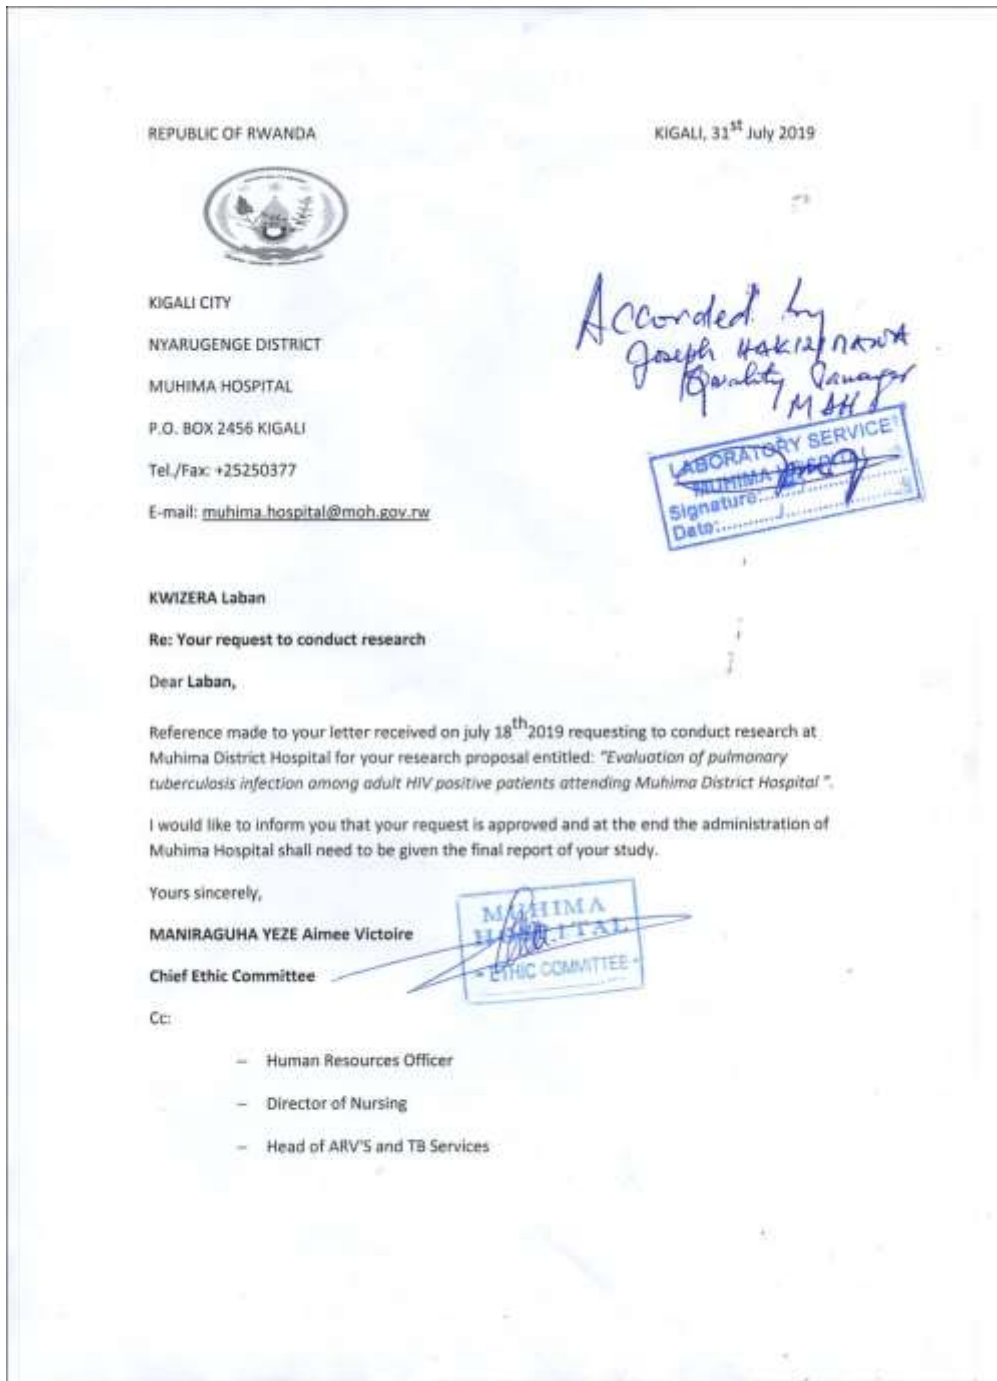 REPUBLIC OF RWANDA
KIGALI, 31st July 2019
KIGALI CITY
NYARUGENGE DISTRICT
MUHIMA HOSPITAL
P.O. BOX 2456 KIGALI
Tel./Fax: +25250377
E-mail: muhima.hospital@moh.gov.rw
Accorded by
Joseph
Quality Manager
LABORATORY SERVICE
MUHIMA HOSPITAL
Signature:..............
Date:.........../..............
KWIZERA Laban
Re: Your request to conduct research
Dear Laban,
Reference made to your letter received on july 18th 2019 requesting to conduct research at
Muhima District Hospital for your research proposal entitled: "Evaluation of pulmonary
tuberculosis infection among adult HIV positive patients attending Muhima District Hospital ".
I would like to inform you that your request is approved and at the end the administration of
Muhima Hospital shall need to be given the final report of your study.
Yours sincerely,
MANIRAGUHA YEZE Aimee Victoire
Chief Ethic Committee
MUHIMA
HOSPITAL
- ETHIC COMMITTEE -
Cc:
– Human Resources Officer
– Director of Nursing
– Head of ARV'S and TB Services